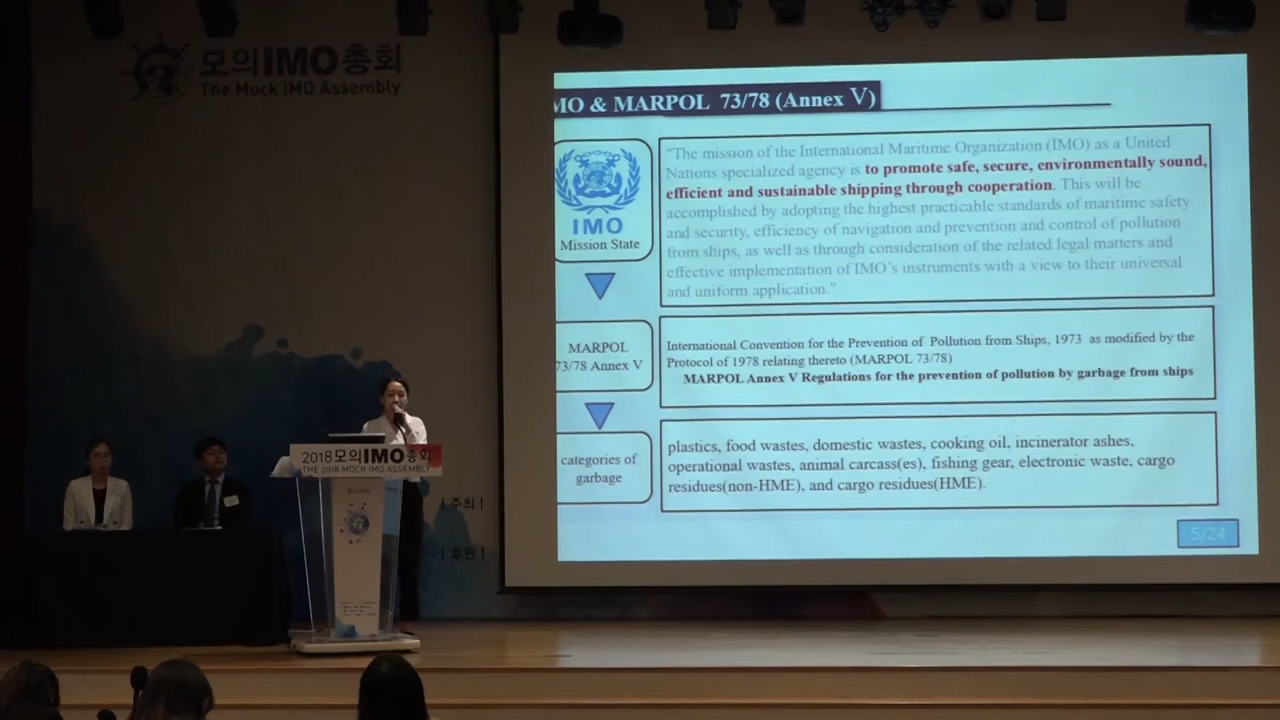 모의IMO총회
The Mock IMO Assembly
MO & MARPOL 73/78 (Annex Ⅴ)
"The mission of the International Maritime Organization (IMO) as a United
Nations specialized agency is to promote safe, secure, environmentally sound,
efficient and sustainable shipping through cooperation. This will be
accomplished by adopting the highest practicable standards of maritime safety
and security, efficiency of navigation and prevention and control of pollution
from ships, as well as through consideration of the related legal matters and
effective implementation of IMO's instruments with a view to their universal
and uniform application."
IMO
Mission State
MARPOL
73/78 Annex V
International Convention for the Prevention of Pollution from Ships, 1973 as modified by the
Protocol of 1978 relating thereto (MARPOL 73/78)
MARPOL Annex V Regulations for the prevention of pollution by garbage from ships
categories of
garbage
plastics, food wastes, domestic wastes, cooking oil, incinerator ashes,
operational wastes, animal carcass(es), fishing gear, electronic waste, cargo
residues(non-HME), and cargo residues(HME).
5/24
2018모의IMO총회
THE 2018 MOCK IMO ASSEMBLY
| 주최 |
| 후원 |